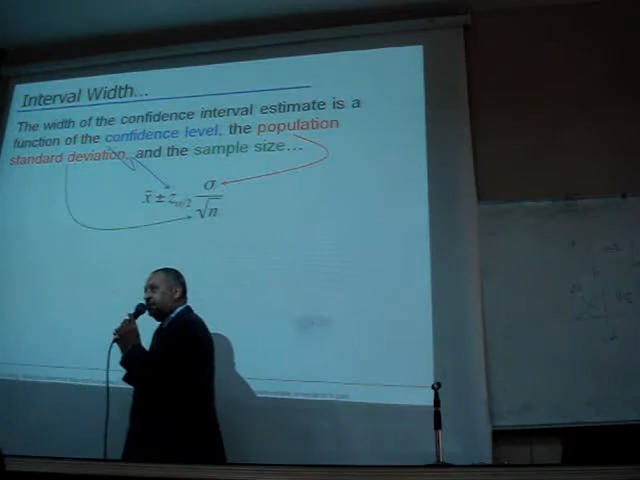 Interval Width...
The width of the confidence interval estimate is a
function of the confidence level, the population
standard deviation, and the sample size...
x̄ ± z_{α/2} σ/√n